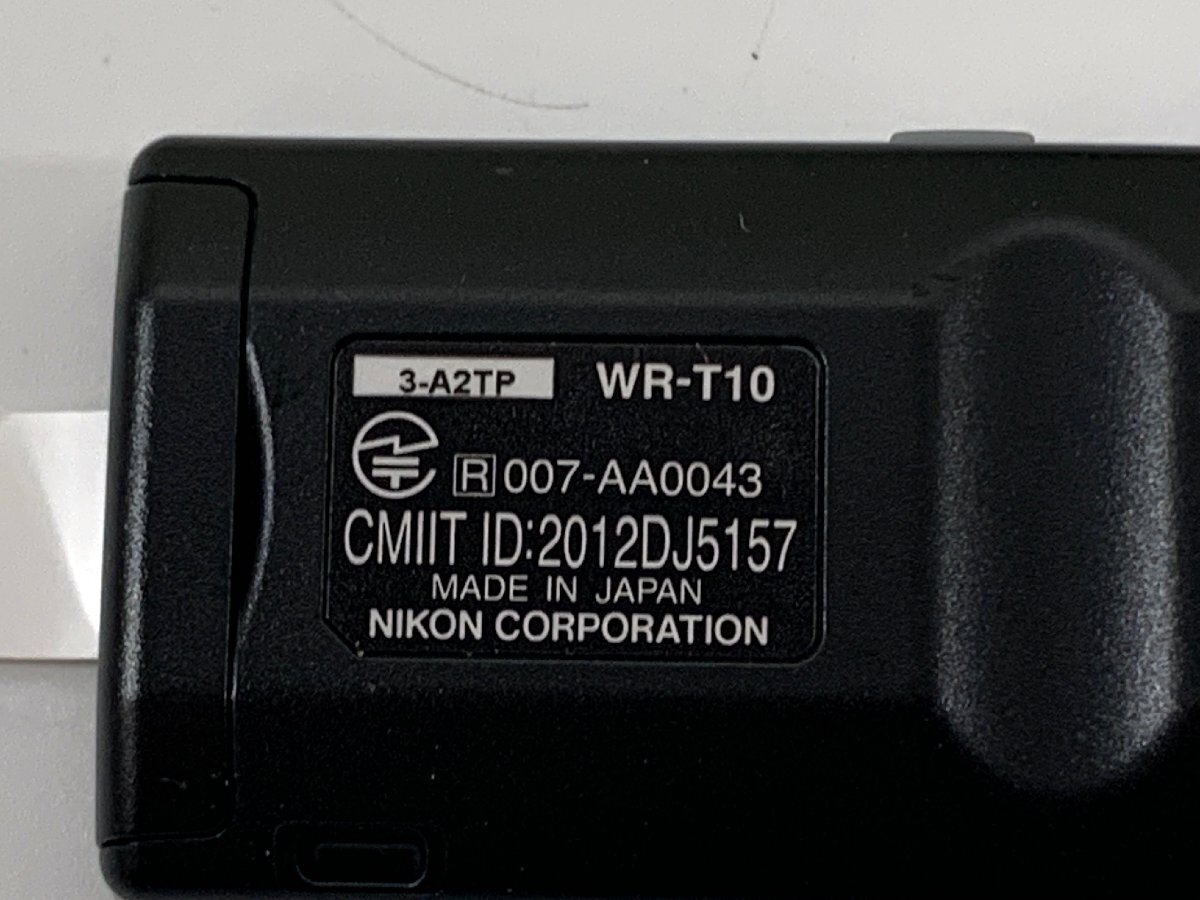 3-A2TP WR-T10
R 007-AA0043
CMIIT ID:2012DJ5157
MADE IN JAPAN
NIKON CORPORATION